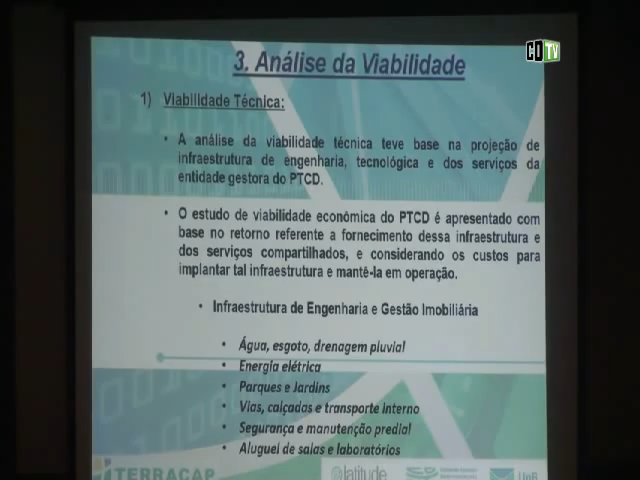 CD TV
3. Análise da Viabilidade
1) Viabilidade Técnica:
• A análise da viabilidade técnica teve base na projeção de
infraestrutura de engenharia, tecnológica e dos serviços da
entidade gestora do PTCD.
• O estudo de viabilidade econômica do PTCD é apresentado com
base no retorno referente a fornecimento dessa infraestrutura e
dos serviços compartilhados, e considerando os custos para
implantar tal infraestrutura e mantê-la em operação.
• Infraestrutura de Engenharia e Gestão Imobiliária
• Água, esgoto, drenagem pluvial
• Energia elétrica
• Parques e Jardins
• Vias, calçadas e transporte interno
• Segurança e manutenção predial
• Aluguel de salas e laboratórios
TERRACAP
@latitude
UnB